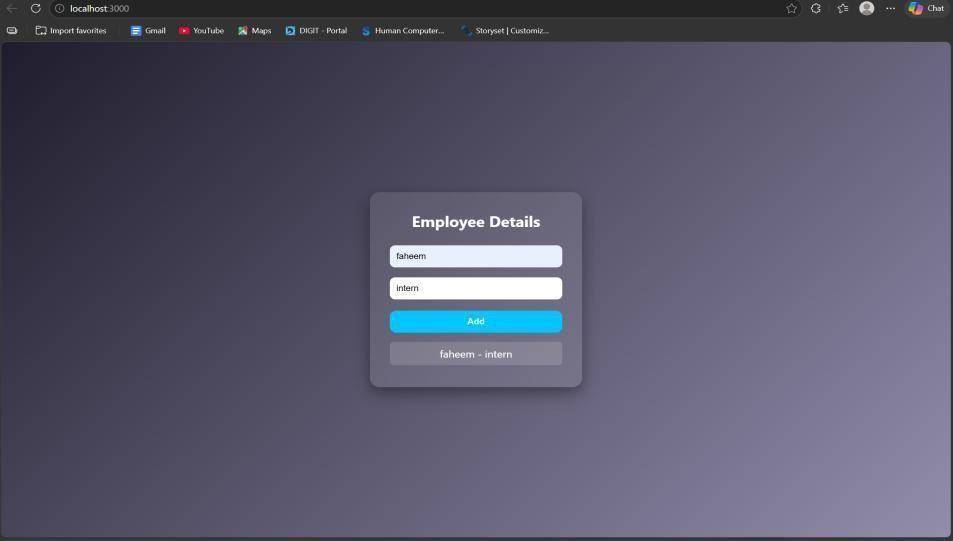 localhost:3000
Chat
Import favorites
Gmail
YouTube
Maps
DIGIT - Portal
Human Computer...
Storyset | Customiz...
Employee Details
faheem
intern
Add
faheem - intern